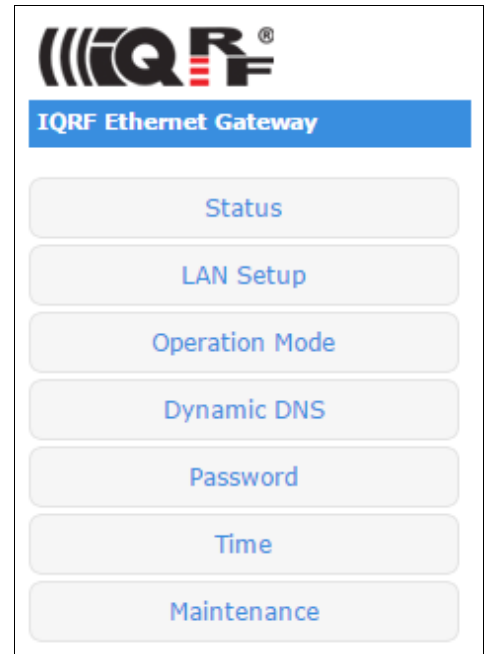 IQRF®
IQRF Ethernet Gateway
Status
LAN Setup
Operation Mode
Dynamic DNS
Password
Time
Maintenance